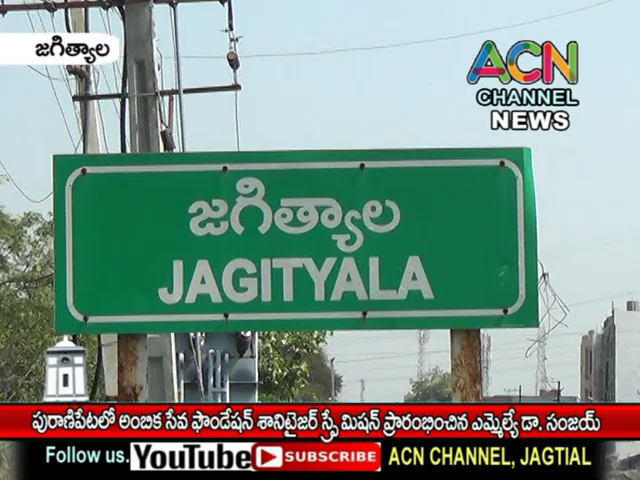 జగిత్యాల
ACN
CHANNEL
NEWS
జగిత్యాల
JAGITYALA
పురాణిపేటలో అంబిక సేవ ఫౌండేషన్ శానిటైజర్ స్ప్రే మిషన్ ప్రారంభించిన ఎమ్మెల్యే డా. సంజయ్
Follow us. YouTube SUBSCRIBE ACN CHANNEL, JAGTIAL